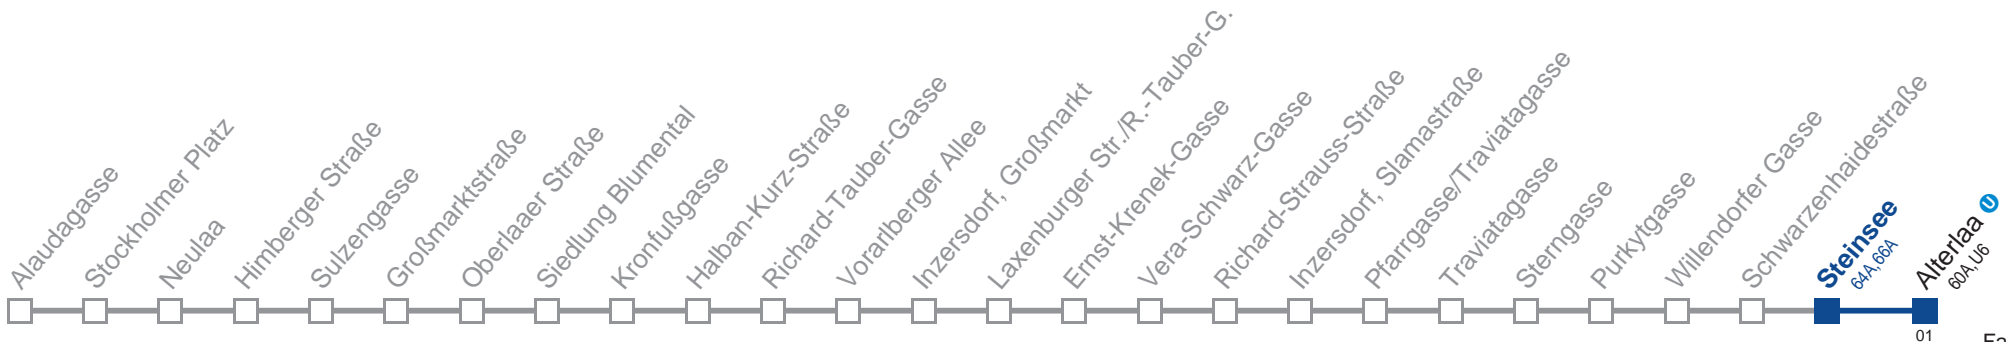 Alaudagasse
Stockholmer Platz
Neulaa
Himberger Straße
Sulzengasse
Großmarktstraße
Oberlaaer Straße
Siedlung Blumental
Kronfußgasse
Halban-Kurz-Straße
Richard-Tauber-Gasse
Vorarlberger Allee
Inzersdorf, Großmarkt
Laxenburger Str./R.-Tauber-G.
Ernst-Krenek-Gasse
Vera-Schwarz-Gasse
Richard-Strauss-Straße
Inzersdorf, Slamastraße
Pfarrgasse/Traviatagasse
Traviatagasse
Sterngasse
Purkytgasse
Willendorfer Gasse
Schwarzenhaidestraße
Steinsee
64A,66A
Alterlaa U
60A,U6
01